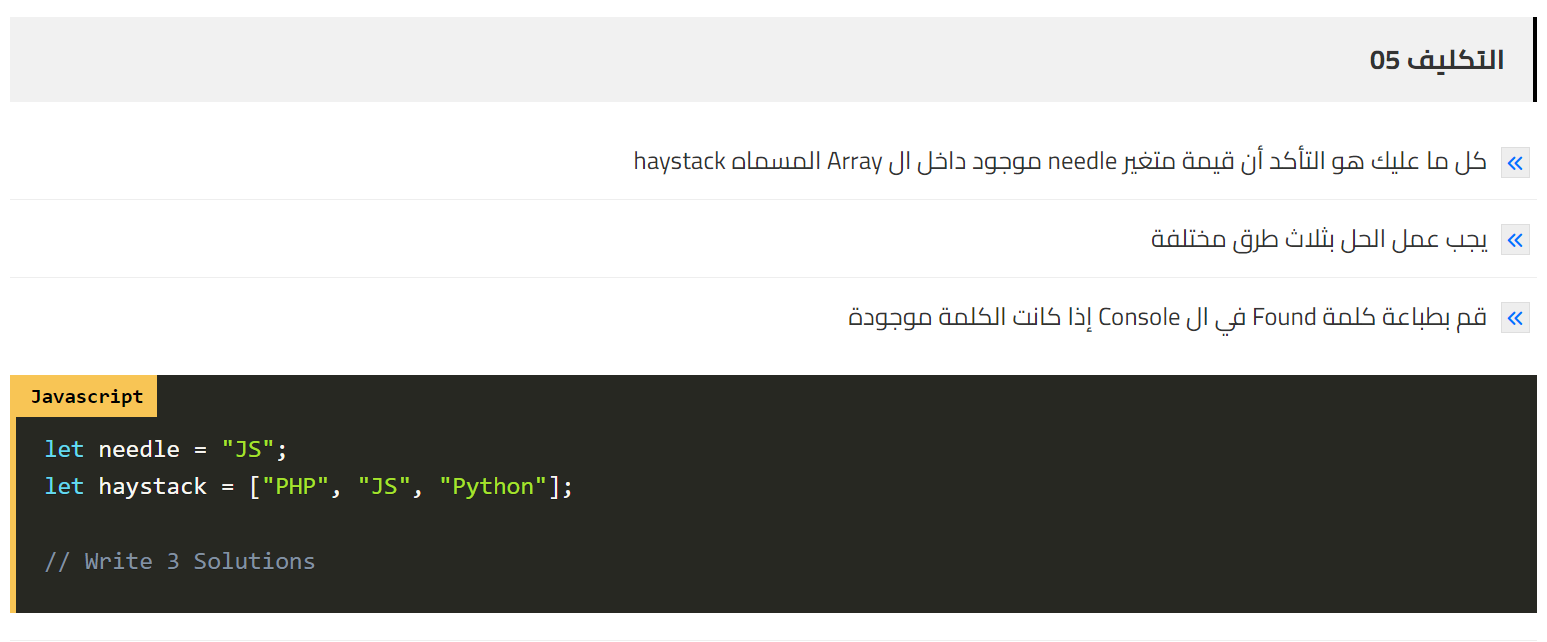 التكليف 05
كل ما عليك هو التأكد أن قيمة متغير needle موجود داخل ال Array المسماه haystack
يجب عمل الحل بثلاث طرق مختلفة
قم بطباعة كلمة Found في ال Console إذا كانت الكلمة موجودة
Javascript
let needle = "JS";
let haystack = ["PHP", "JS", "Python"];
// Write 3 Solutions